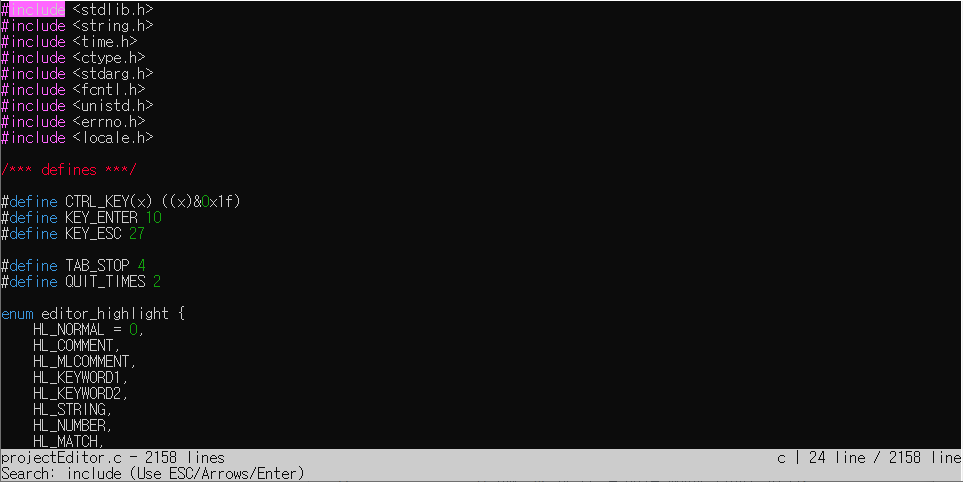 #include <stdlib.h>
#include <string.h>
#include <time.h>
#include <ctype.h>
#include <stdarg.h>
#include <fcntl.h>
#include <unistd.h>
#include <errno.h>
#include <locale.h>
/*** defines ***/
#define CTRL_KEY(x) ((x)&0x1f)
#define KEY_ENTER 10
#define KEY_ESC 27
#define TAB_STOP 4
#define QUIT_TIMES 2
enum editor_highlight {
    HL_NORMAL = 0,
    HL_COMMENT,
    HL_MLCOMMENT,
    HL_KEYWORD1,
    HL_KEYWORD2,
    HL_STRING,
    HL_NUMBER,
    HL_MATCH,
projectEditor.c - 2158 lines c | 24 line / 2158 line
Search: include (Use ESC/Arrows/Enter)